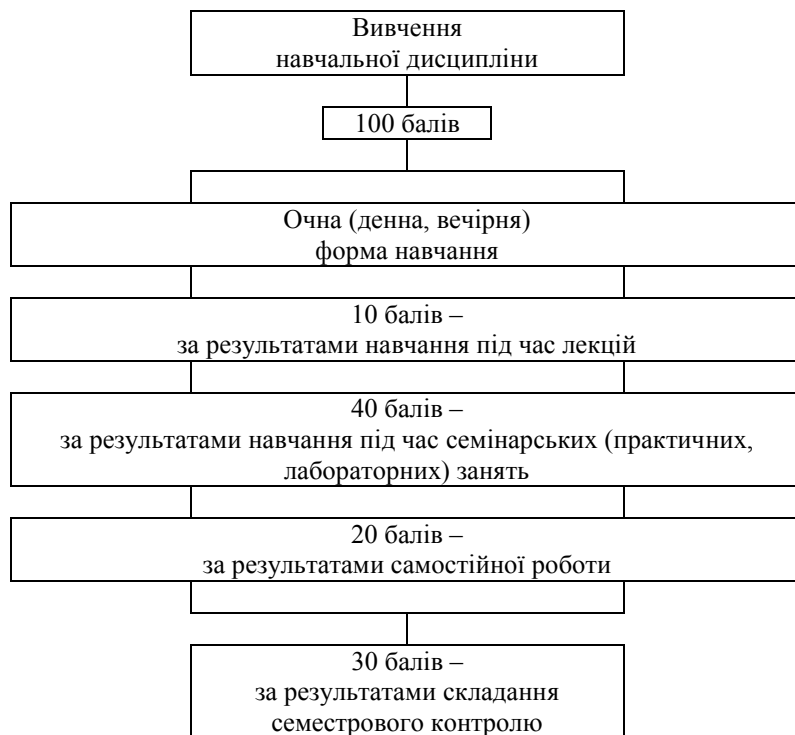 Вивчення
навчальної дисципліни
100 балів
Очна (денна, вечірня)
форма навчання
10 балів –
за результатами навчання під час лекцій
40 балів –
за результатами навчання під час семінарських (практичних,
лабораторних) занять
20 балів –
за результатами самостійної роботи
30 балів –
за результатами складання
семестрового контролю